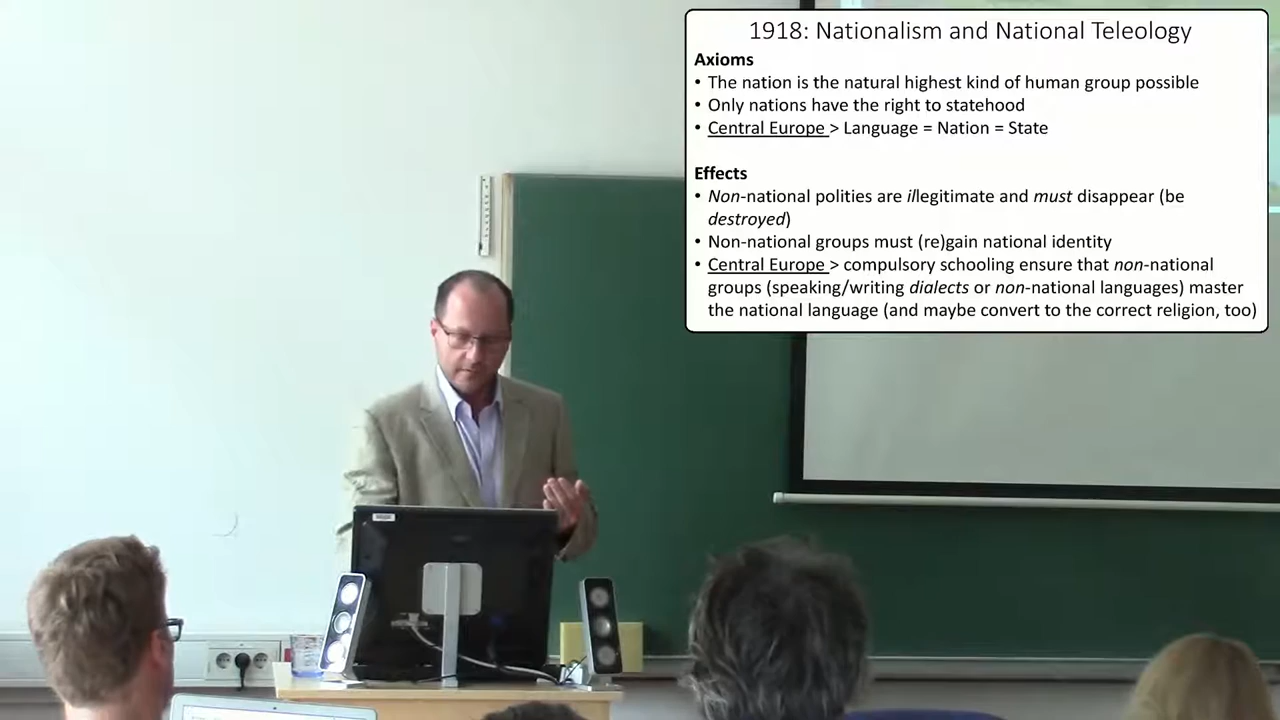 1918: Nationalism and National Teleology
Axioms
• The nation is the natural highest kind of human group possible
• Only nations have the right to statehood
• Central Europe > Language = Nation = State
Effects
• Non-national polities are illegitimate and must disappear (be
destroyed)
• Non-national groups must (re)gain national identity
• Central Europe > compulsory schooling ensure that non-national
groups (speaking/writing dialects or non-national languages) master
the national language (and maybe convert to the correct religion, too)